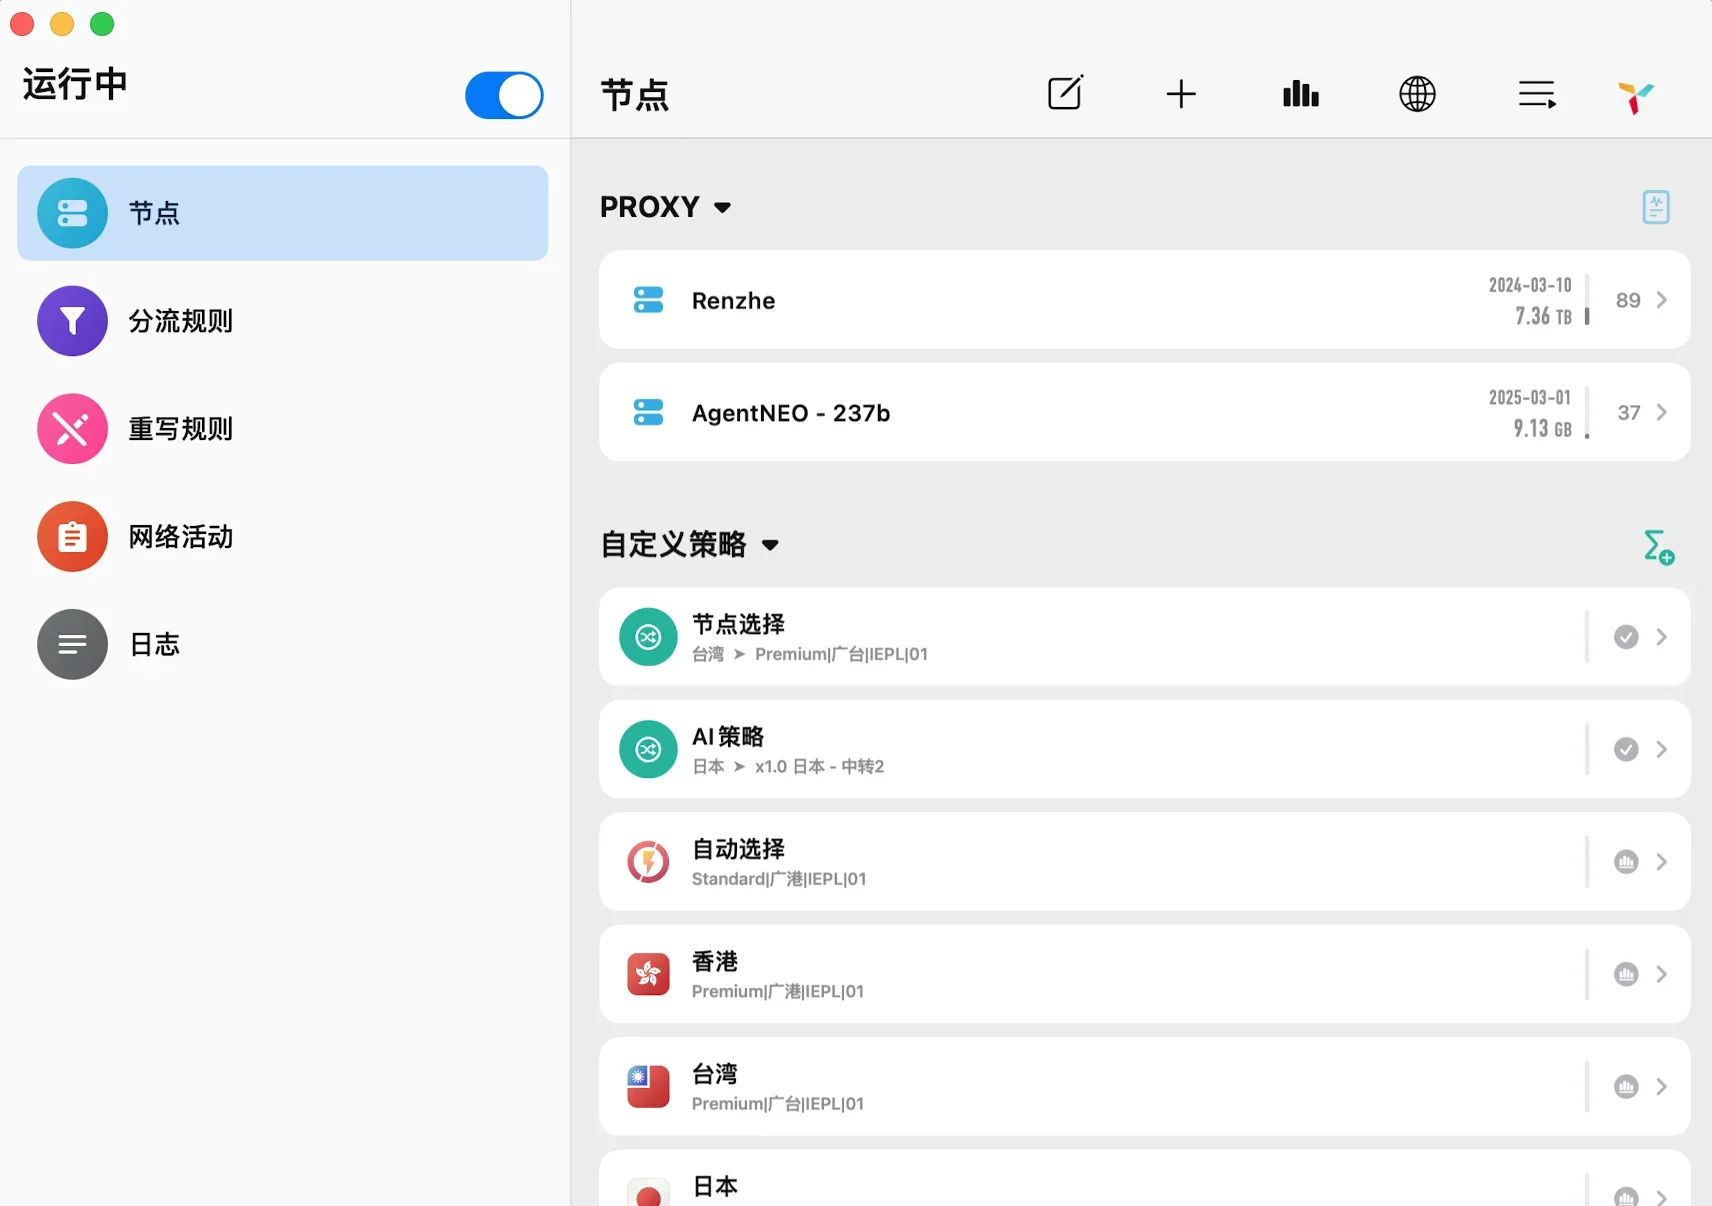 运行中
节点
分流规则
重写规则
网络活动
日志
节点
PROXY
Renzhe
2024-03-10
7.36 TB
89
AgentNEO - 237b
2025-03-01
9.13 GB
37
自定义策略
节点选择
台湾 ➤ Premium|广台|IEPL|01
AI 策略
日本 ➤ x1.0 日本 - 中转2
自动选择
Standard|广港|IEPL|01
香港
Premium|广港|IEPL|01
台湾
Premium|广台|IEPL|01
日本